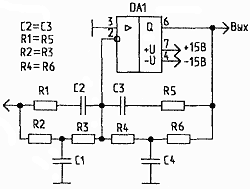 DA1
C2=C3
R1=R5
R2=R3
R4=R6
3
2
▷ Q
6
Вых
+U 7 +15В
-U 4 -15В
R1
C2
C3
R5
R2
R3
R4
R6
C1
C4